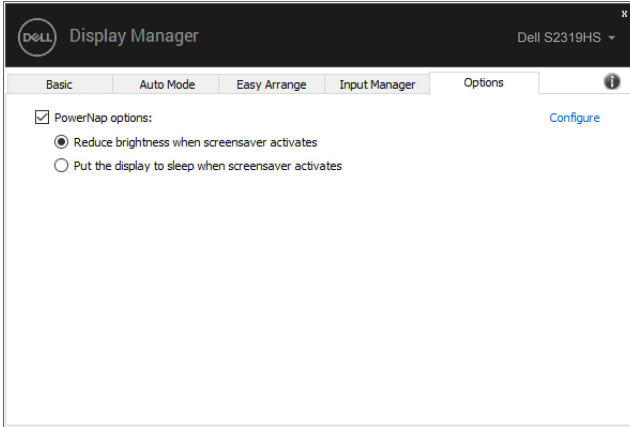 x
DELL Display Manager
Dell S2319HS
Basic Auto Mode Easy Arrange Input Manager Options
PowerNap options: Configure
Reduce brightness when screensaver activates
Put the display to sleep when screensaver activates